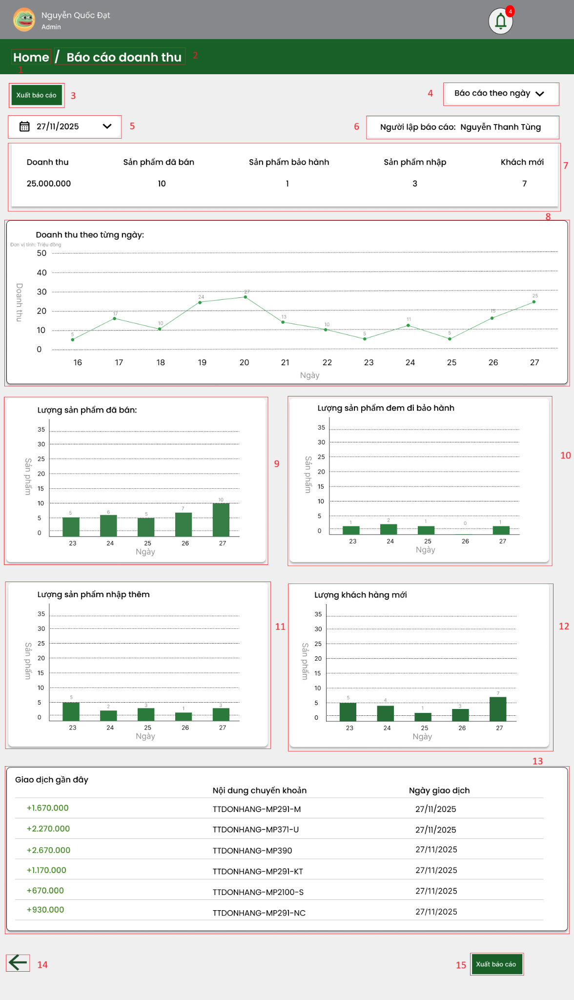 Nguyễn Quốc Đạt
4
Admin
Home / Báo cáo doanh thu 2
1
Xuất báo cáo 3
4 Báo cáo theo ngày
27/11/2025 5
6 Người lập báo cáo: Nguyễn Thanh Tùng
Doanh thu Sản phẩm đã bán Sản phẩm bảo hành Sản phẩm nhập Khách mới
7
25.000.000 10 1 3 7
8
Doanh thu theo từng ngày:
Đơn vị tính: Triệu đồng
50
40
30
20
10
0
Doanh thu
5 17 10 24 27 13 10 5 11 5 15 25
16 17 18 19 20 21 22 23 24 25 26 27
Ngày
Lượng sản phẩm đã bán:
35
30
25
20
15
10
5
0
Sản phẩm
5 6 5 7 10
23 24 25 26 27
Ngày
9
Lượng sản phẩm đem đi bảo hành
35
30
25
20
15
10
5
0
Sản phẩm
1 2 1 0 1
23 24 25 26 27
Ngày
10
Lượng sản phẩm nhập thêm
35
30
25
20
15
10
5
0
Sản phẩm
5 2 3 1 3
23 24 25 26 27
Ngày
11
Lượng khách hàng mới
35
30
25
20
15
10
5
0
Sản phẩm
5 4 1 3 7
23 24 25 26 27
Ngày
12
13
Giao dịch gần đây
Nội dung chuyển khoản Ngày giao dịch
+1.670.000 TTDONHANG-MP291-M 27/11/2025
+2.270.000 TTDONHANG-MP371-U 27/11/2025
+2.670.000 TTDONHANG-MP390 27/11/2025
+1.170.000 TTDONHANG-MP291-KT 27/11/2025
+670.000 TTDONHANG-MP2100-S 27/11/2025
+930.000 TTDONHANG-MP291-NC 27/11/2025
14
15 Xuất báo cáo